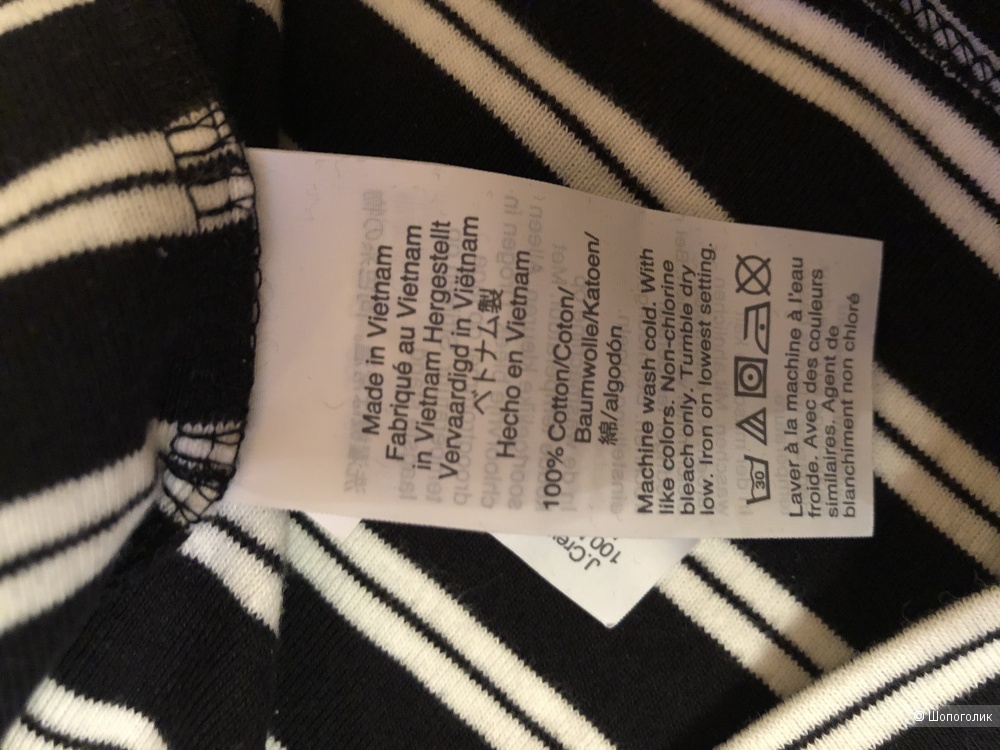 Made in Vietnam
Fabriqué au Vietnam
in Vietnam Hergestellt
Vervaardigd in Viëtnam
ベトナム製
Hecho en Vietnam
100% Cotton/Coton/
Baumwolle/Katoen/
綿/algodón
Machine wash cold. With
like colors. Non-chlorine
bleach only. Tumble dry
low. Iron on lowest setting.
30
Laver à la machine à l'eau
froide. Avec des couleurs
similaires. Agent de
blanchiment non chloré
J.Cre
100
© Шопоголик